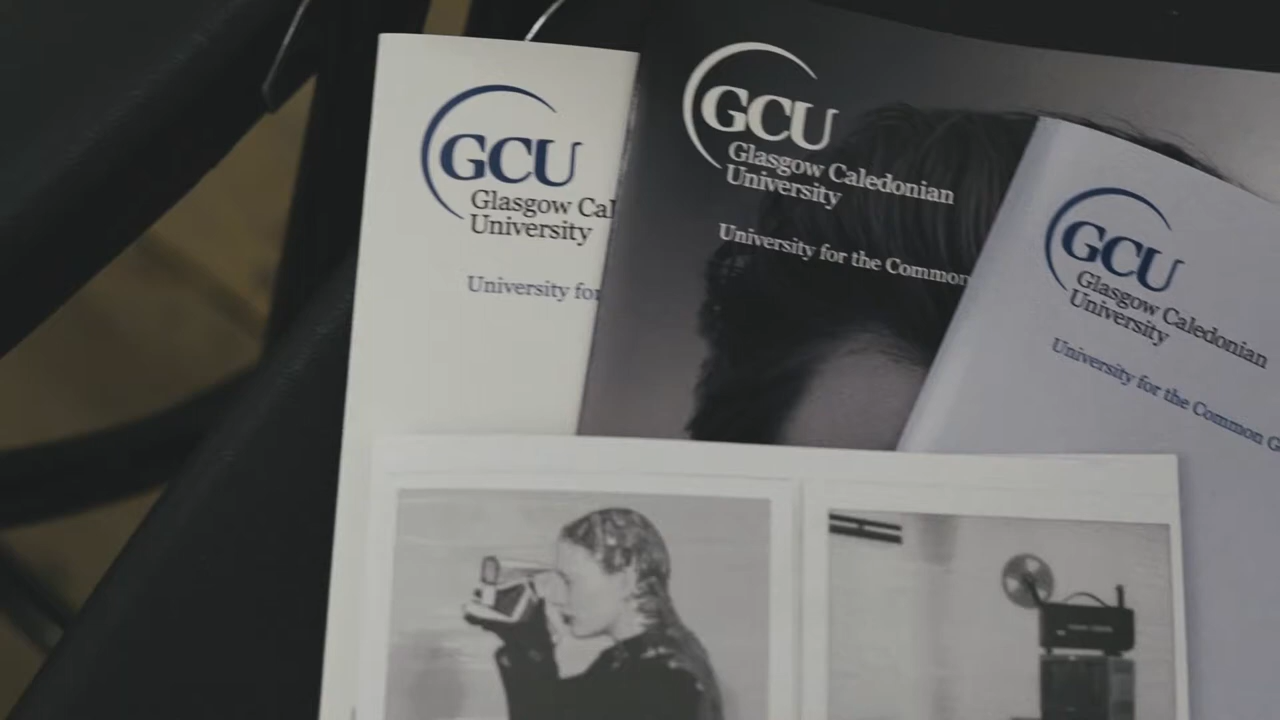 GCU
Glasgow Cal
University
University for
GCU
Glasgow Caledonian
University
University for the Common
GCU
Glasgow Caledonian
University
University for the Common G